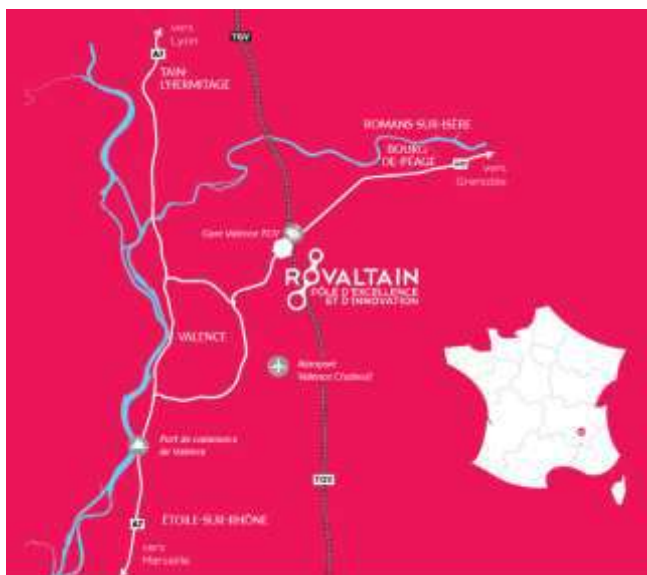 vers
Lyon
TGV
A7
TAIN
L'HERMITAGE
ROMANS-SUR-ISÈRE
BOURG
DE-PÉAGE
vers
Grenoble
Gare Valence TGV
ROVALTAIN
PÔLE D'EXCELLENCE
ET D'INNOVATION
VALENCE
Aéroport
Valence Chabeuil
Port de commerce
de Valence
TGV
A7
ÉTOILE-SUR-RHÔNE
vers
Marseille